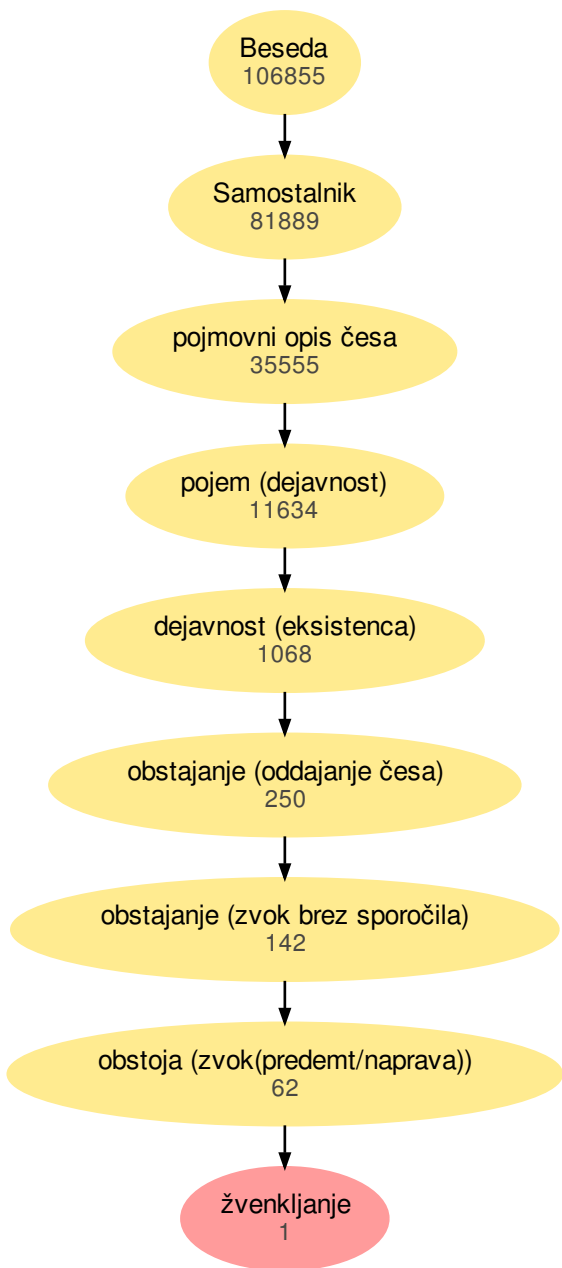 Beseda
106855
Samostalnik
81889
pojmovni opis česa
35555
pojem (dejavnost)
11634
dejavnost (eksistenca)
1068
obstajanje (oddajanje česa)
250
obstajanje (zvok brez sporočila)
142
obstoja (zvok(predemt/naprava))
62
žvenkljanje
1